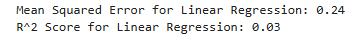 Mean Squared Error for Linear Regression: 0.24
R^2 Score for Linear Regression: 0.03